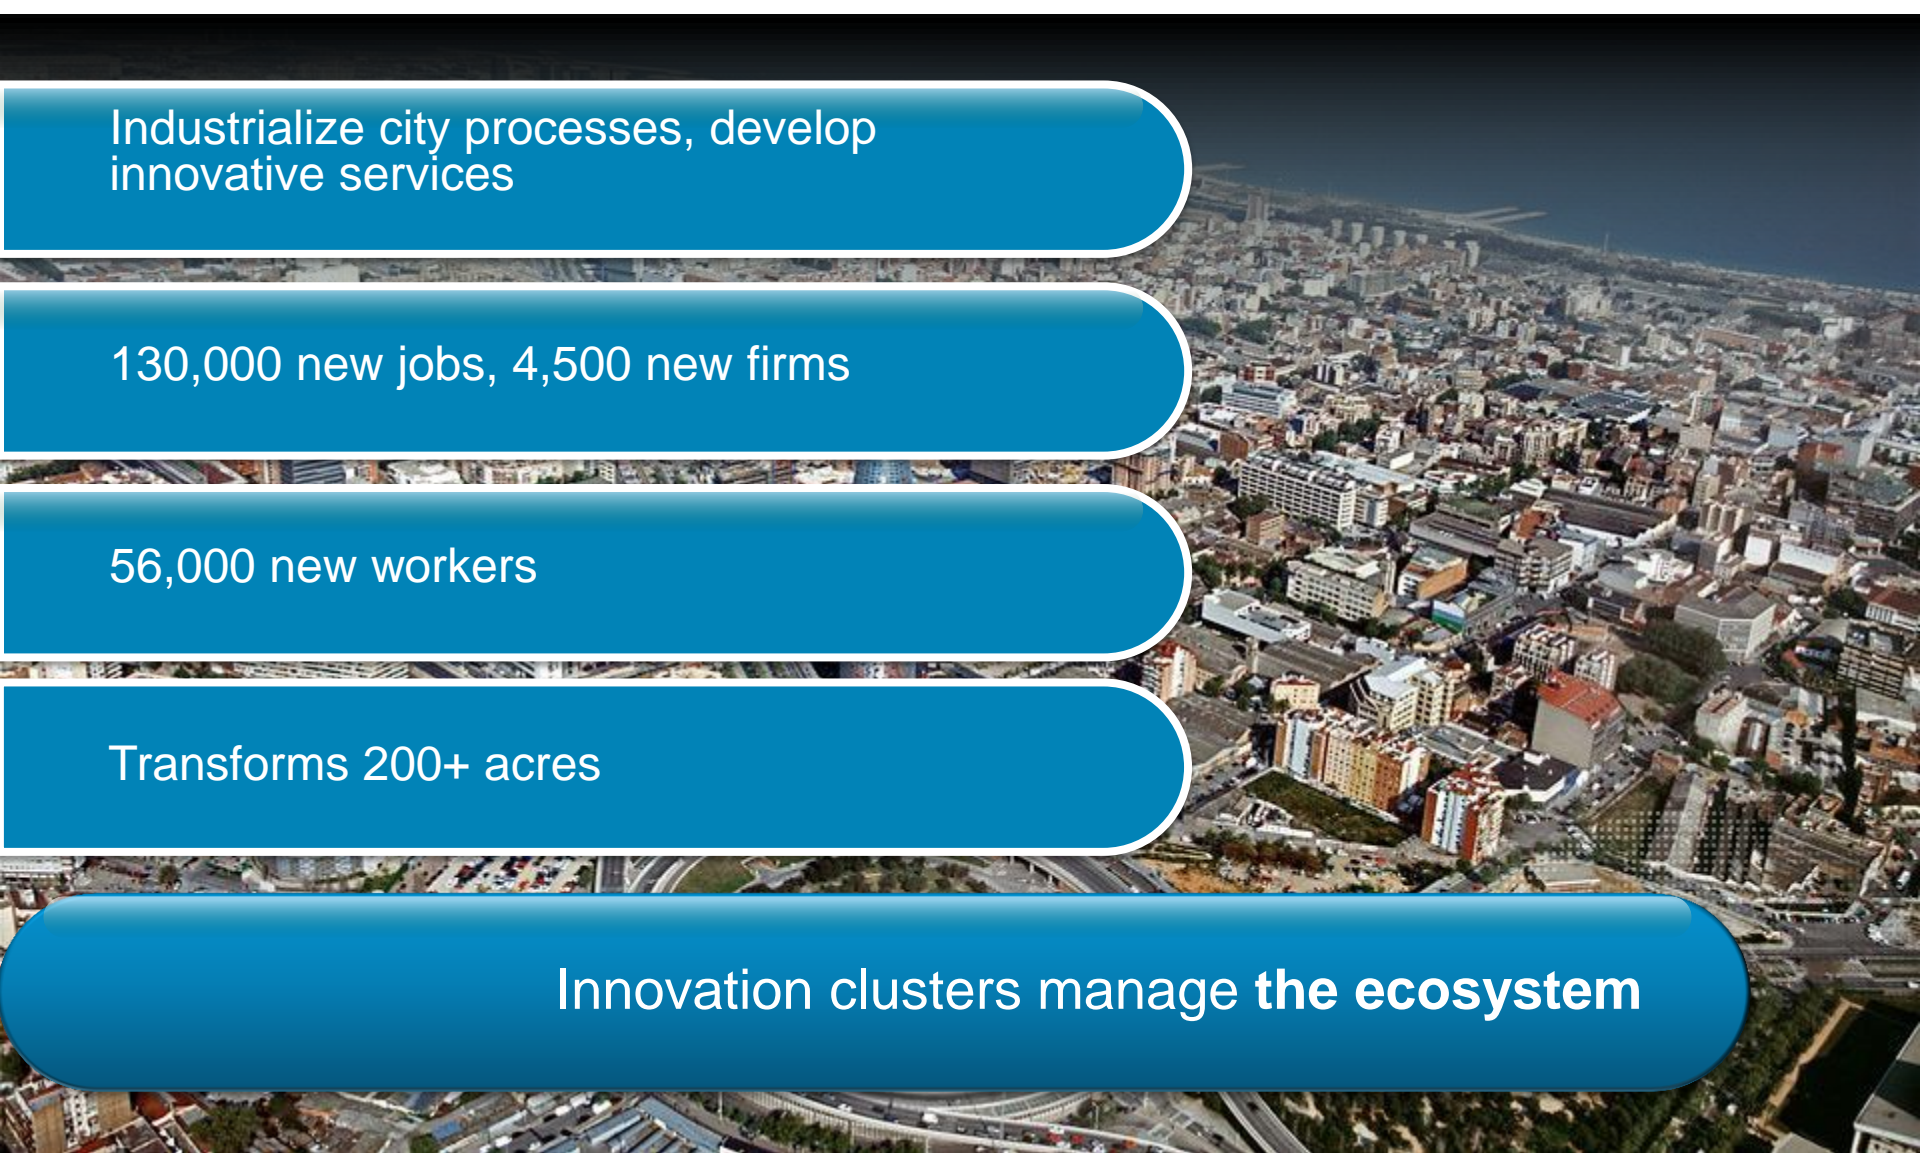 Industrialize city processes, develop
innovative services
130,000 new jobs, 4,500 new firms
56,000 new workers
Transforms 200+ acres
Innovation clusters manage the ecosystem